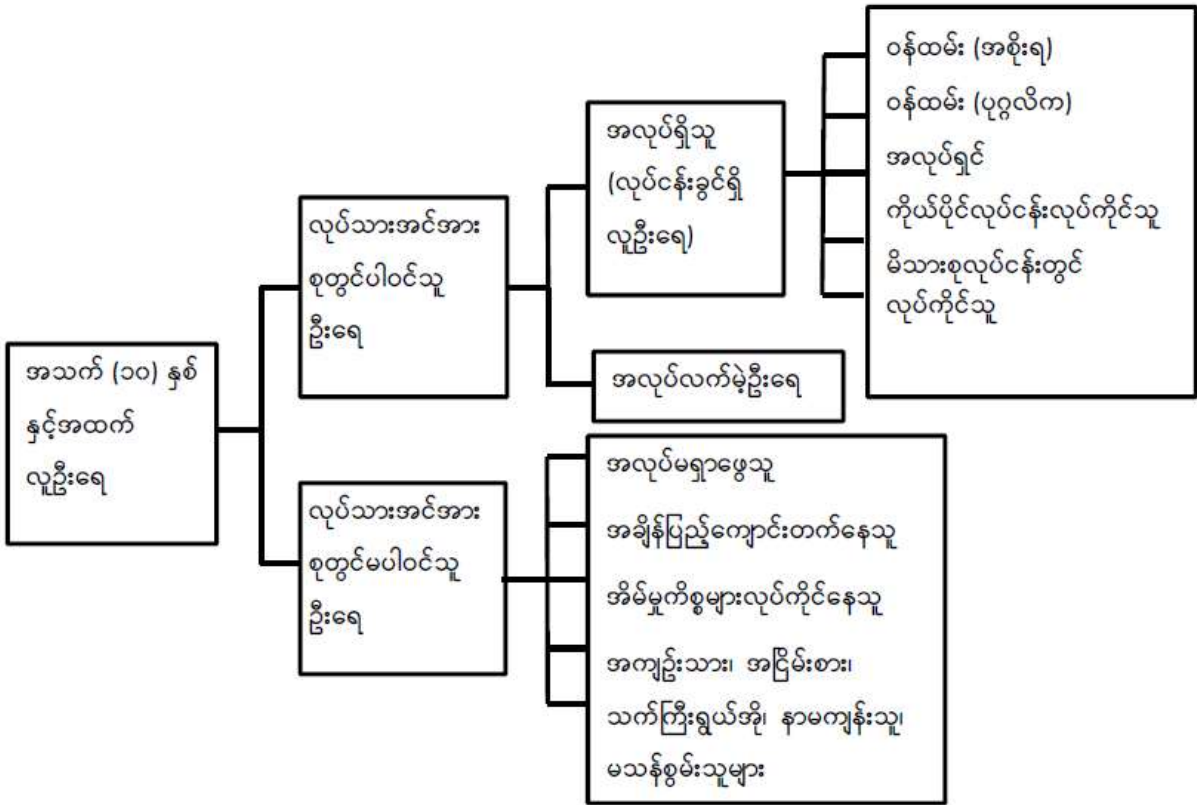 အသက် (၁၀) နှစ်
နှင့်အထက်
လူဦးရေ
လုပ်သားအင်အား
စုတွင်ပါဝင်သူ
ဦးရေ
လုပ်သားအင်အား
စုတွင်မပါဝင်သူ
ဦးရေ
အလုပ်ရှိသူ
(လုပ်ငန်းခွင်ရှိ
လူဦးရေ)
အလုပ်လက်မဲ့ဦးရေ
ဝန်ထမ်း (အစိုးရ)
ဝန်ထမ်း (ပုဂ္ဂလိက)
အလုပ်ရှင်
ကိုယ်ပိုင်လုပ်ငန်းလုပ်ကိုင်သူ
မိသားစုလုပ်ငန်းတွင်
လုပ်ကိုင်သူ
အလုပ်မရှာဖွေသူ
အချိန်ပြည့်ကျောင်းတက်နေသူ
အိမ်မှုကိစ္စများလုပ်ကိုင်နေသူ
အကျဉ်းသား၊ အငြိမ်းစား၊
သက်ကြီးရွယ်အို၊ နာမကျန်းသူ၊
မသန်စွမ်းသူများ